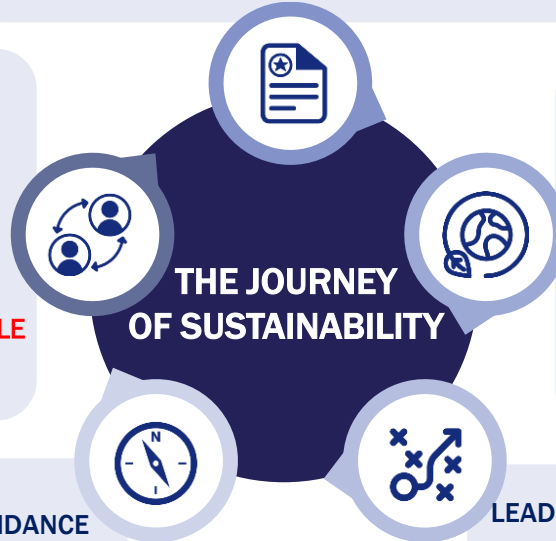 THE JOURNEY
OF SUSTAINABILITY
LE
N
IDANCE
LEAD